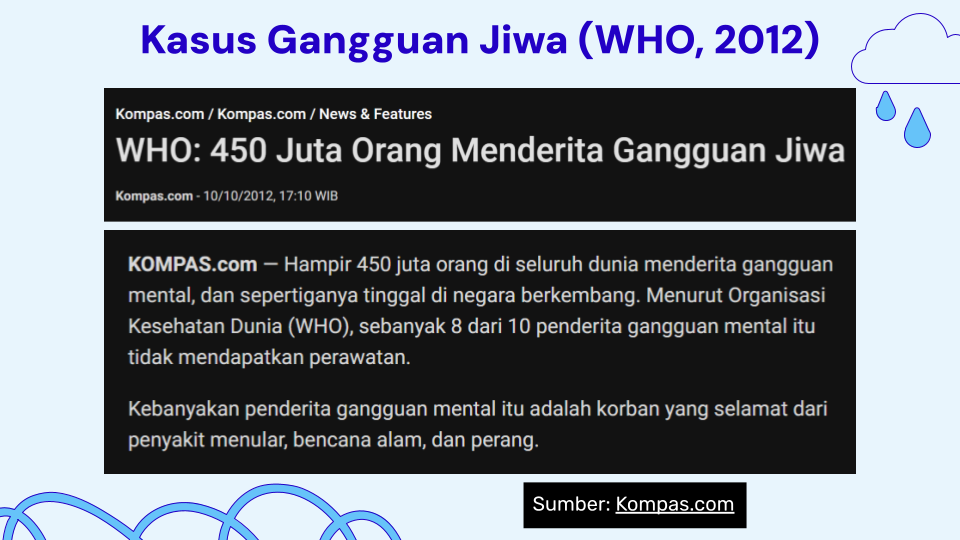 Kasus Gangguan Jiwa (WHO, 2012)
Kompas.com / Kompas.com / News & Features
WHO: 450 Juta Orang Menderita Gangguan Jiwa
Kompas.com - 10/10/2012, 17:10 WIB
KOMPAS.com — Hampir 450 juta orang di seluruh dunia menderita gangguan
mental, dan sepertiganya tinggal di negara berkembang. Menurut Organisasi
Kesehatan Dunia (WHO), sebanyak 8 dari 10 penderita gangguan mental itu
tidak mendapatkan perawatan.
Kebanyakan penderita gangguan mental itu adalah korban yang selamat dari
penyakit menular, bencana alam, dan perang.
Sumber: Kompas.com